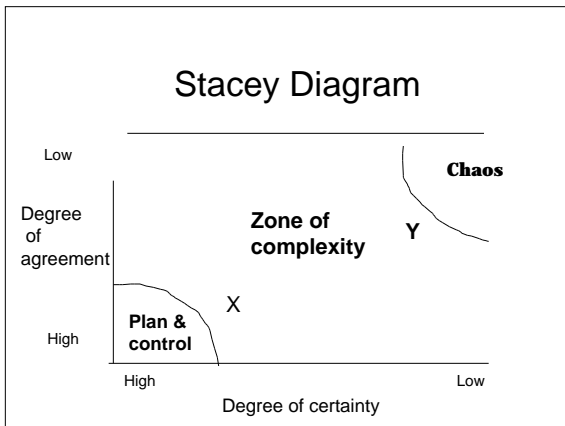 Stacey Diagram
Low
Chaos
Degree
of
agreement
Zone of
complexity
Y
X
Plan &
control
High
High
Low
Degree of certainty